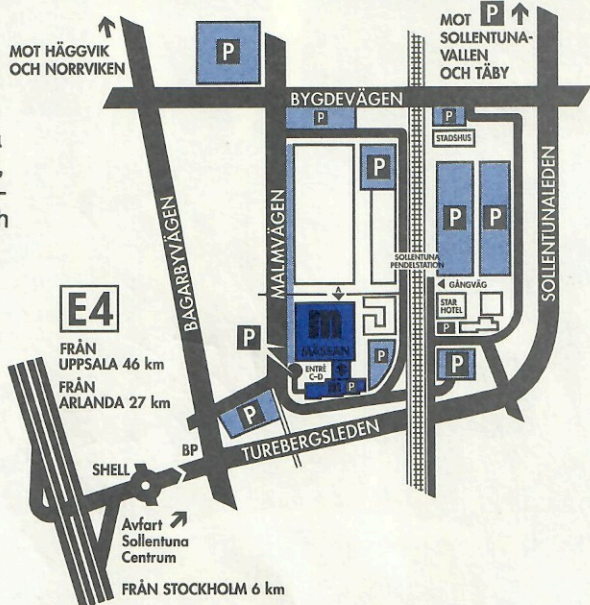 MOT HÄGGVIK
OCH NORRVIKEN
P
MOT P
SOLLENTUNA-
VALLEN
OCH TÄBY
BYGDEVÄGEN
P
P
STADSHUS
P
P
P
BAGARBYVÄGEN
MALMVÄGEN
SOLLENTUNA
PENDELSTATION
SOLLENTUNALEDEN
GÅNGVÄG
STAR
HOTEL
P
A
m
MÄSSAN
E4
P
ENTRÉ
C-D
P
P
P
m
P
FRÅN
UPPSALA 46 km
FRÅN
ARLANDA 27 km
TUREBERGSLEDEN
BP
SHELL
Avfart
Sollentuna
Centrum
FRÅN STOCKHOLM 6 km